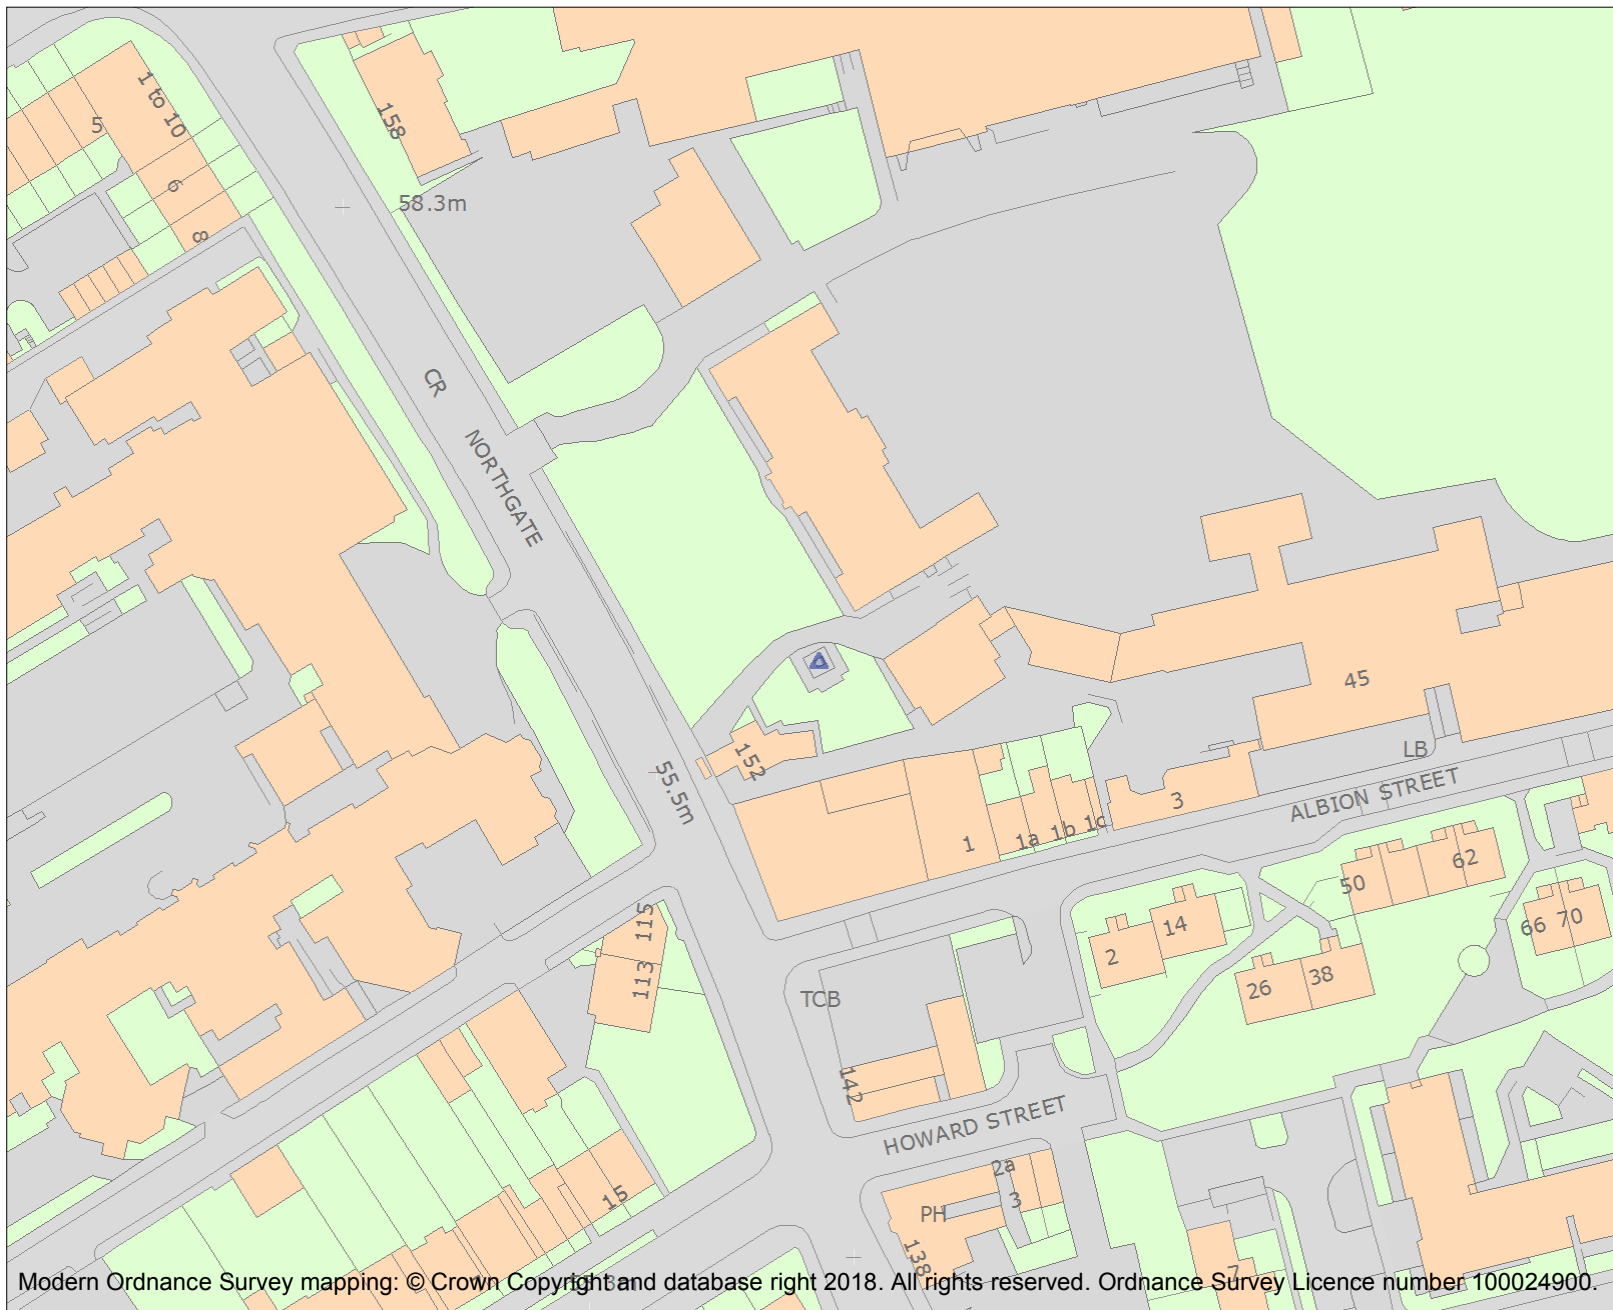 1 to 10
5
158
6
58.3m
8
CR
NORTHGATE
45
152
55.5m
LB
ALBION STREET
3
1
1a
1b
1c
62
50
115
66
70
14
2
113
26
38
TCB
142
HOWARD STREET
2a
15
3
PH
138
7
Modern Ordnance Survey mapping: © Crown Copyright and database right 2018. All rights reserved. Ordnance Survey Licence number 100024900.